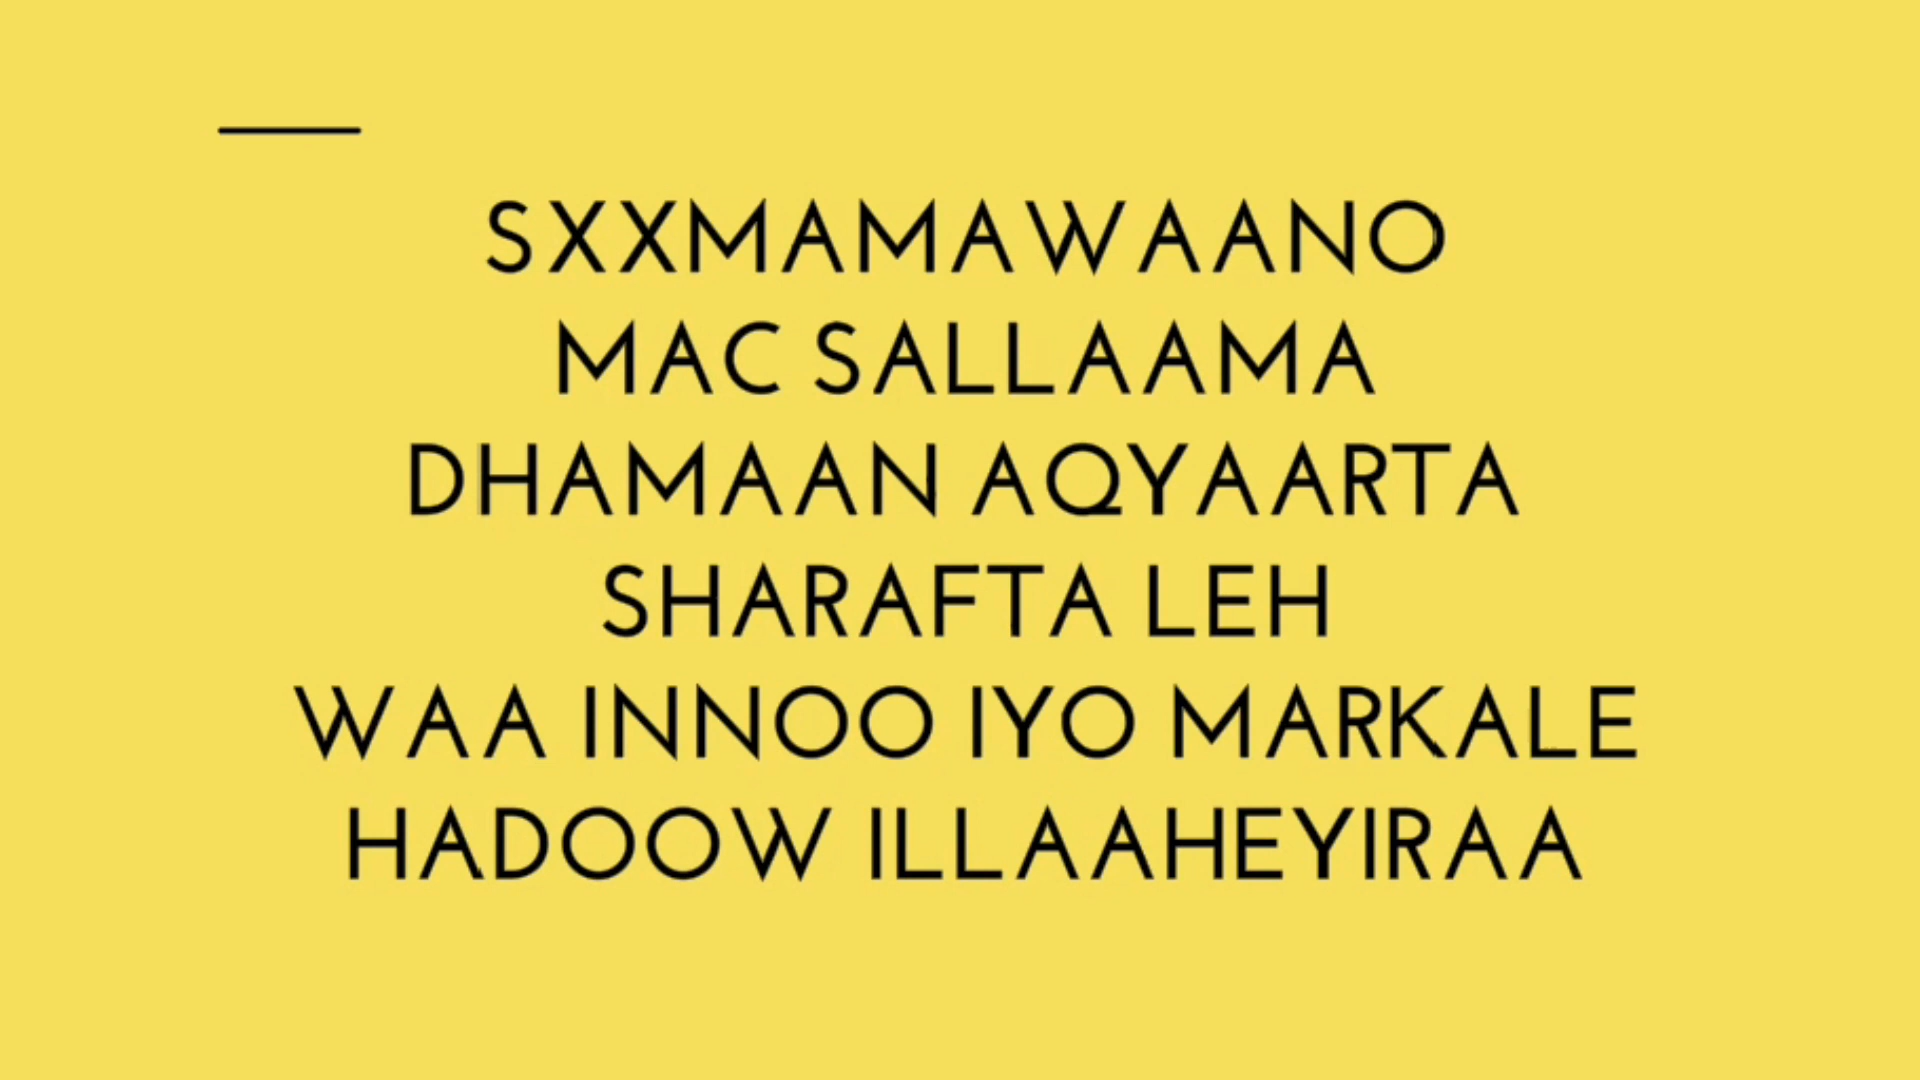 SXXMAMAWAANO
MAC SALLAAMA
DHAMAAN AQYAARTA
SHARAFTA LEH
WAA INNOO IYO MARKALE
HADOOW ILLAAHEYIRAA